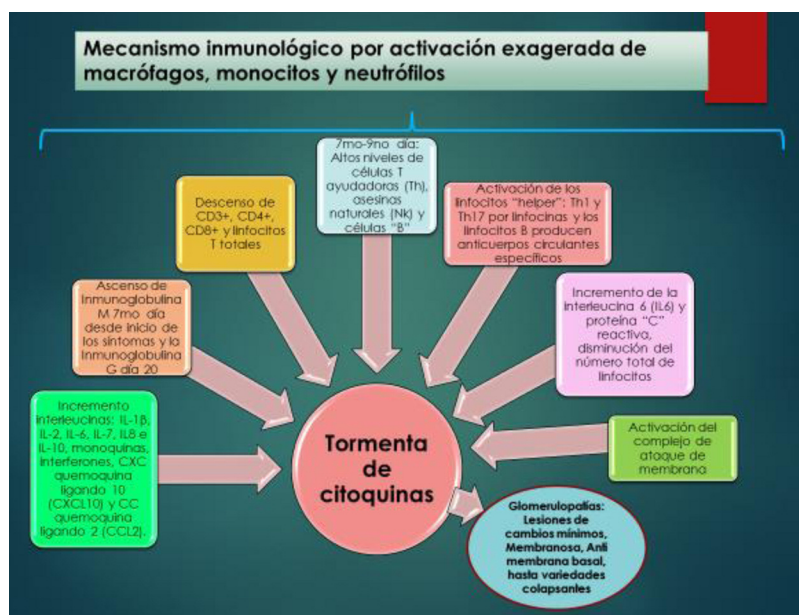 Mecanismo inmunológico por activación exagerada de
macrófagos, monocitos y neutrófilos
Incremento
interleucinas: IL-1β,
IL-2, IL-6, IL-7, IL8 e
IL-10, monoquinas,
interferones, CXC
quemoquina
ligando 10
(CXCL10) y CC
quemoquina
ligando 2 (CCL2).
Ascenso de
Inmunoglobulina
M 7mo día
desde inicio de
los síntomas y la
Inmunoglobulina
G día 20
Descenso de
CD3+, CD4+,
CD8+ y linfocitos
T totales
7mo-9no día:
Altos niveles de
células T
ayudadoras (Th),
asesinas
naturales (Nk) y
células "B"
Activación de los
linfocitos "helper": Th1 y
Th17 por linfocinas y los
linfocitos B producen
anticuerpos circulantes
específicos
Incremento de la
interleucina 6 (IL6) y
proteína "C"
reactiva,
disminución del
número total de
linfocitos
Activación del
complejo de
ataque de
membrana
Tormenta
de
citoquinas
Glomerulopatías:
Lesiones de
cambios mínimos,
Membranosa, Anti
membrana basal,
hasta variedades
colapsantes